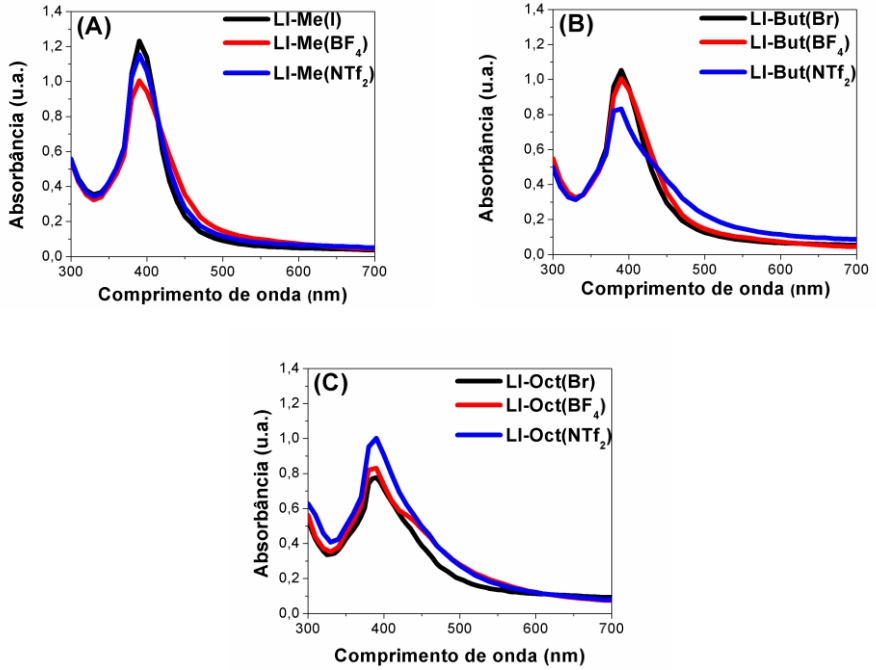 (A)
LI-Me(I)
LI-Me(BF₄)
LI-Me(NTf₂)
Absorbância (u.a.)
1,4
1,2
1,0
0,8
0,6
0,4
0,2
0,0
300 400 500 600 700
Comprimento de onda (nm)
(B)
LI-But(Br)
LI-But(BF₄)
LI-But(NTf₂)
Absorbância (u.a.)
1,4
1,2
1,0
0,8
0,6
0,4
0,2
0,0
300 400 500 600 700
Comprimento de onda (nm)
(C)
LI-Oct(Br)
LI-Oct(BF₄)
LI-Oct(NTf₂)
Absorbância (u.a.)
1,4
1,2
1,0
0,8
0,6
0,4
0,2
0,0
300 400 500 600 700
Comprimento de onda (nm)